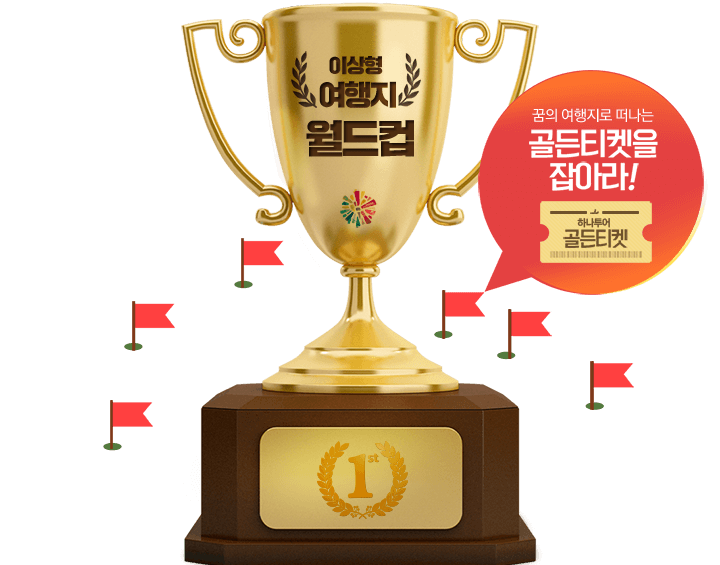 이상형
여행지
월드컵
꿈의 여행지로 떠나는
골든티켓을
잡아라!
하나투어
골든티켓
1st